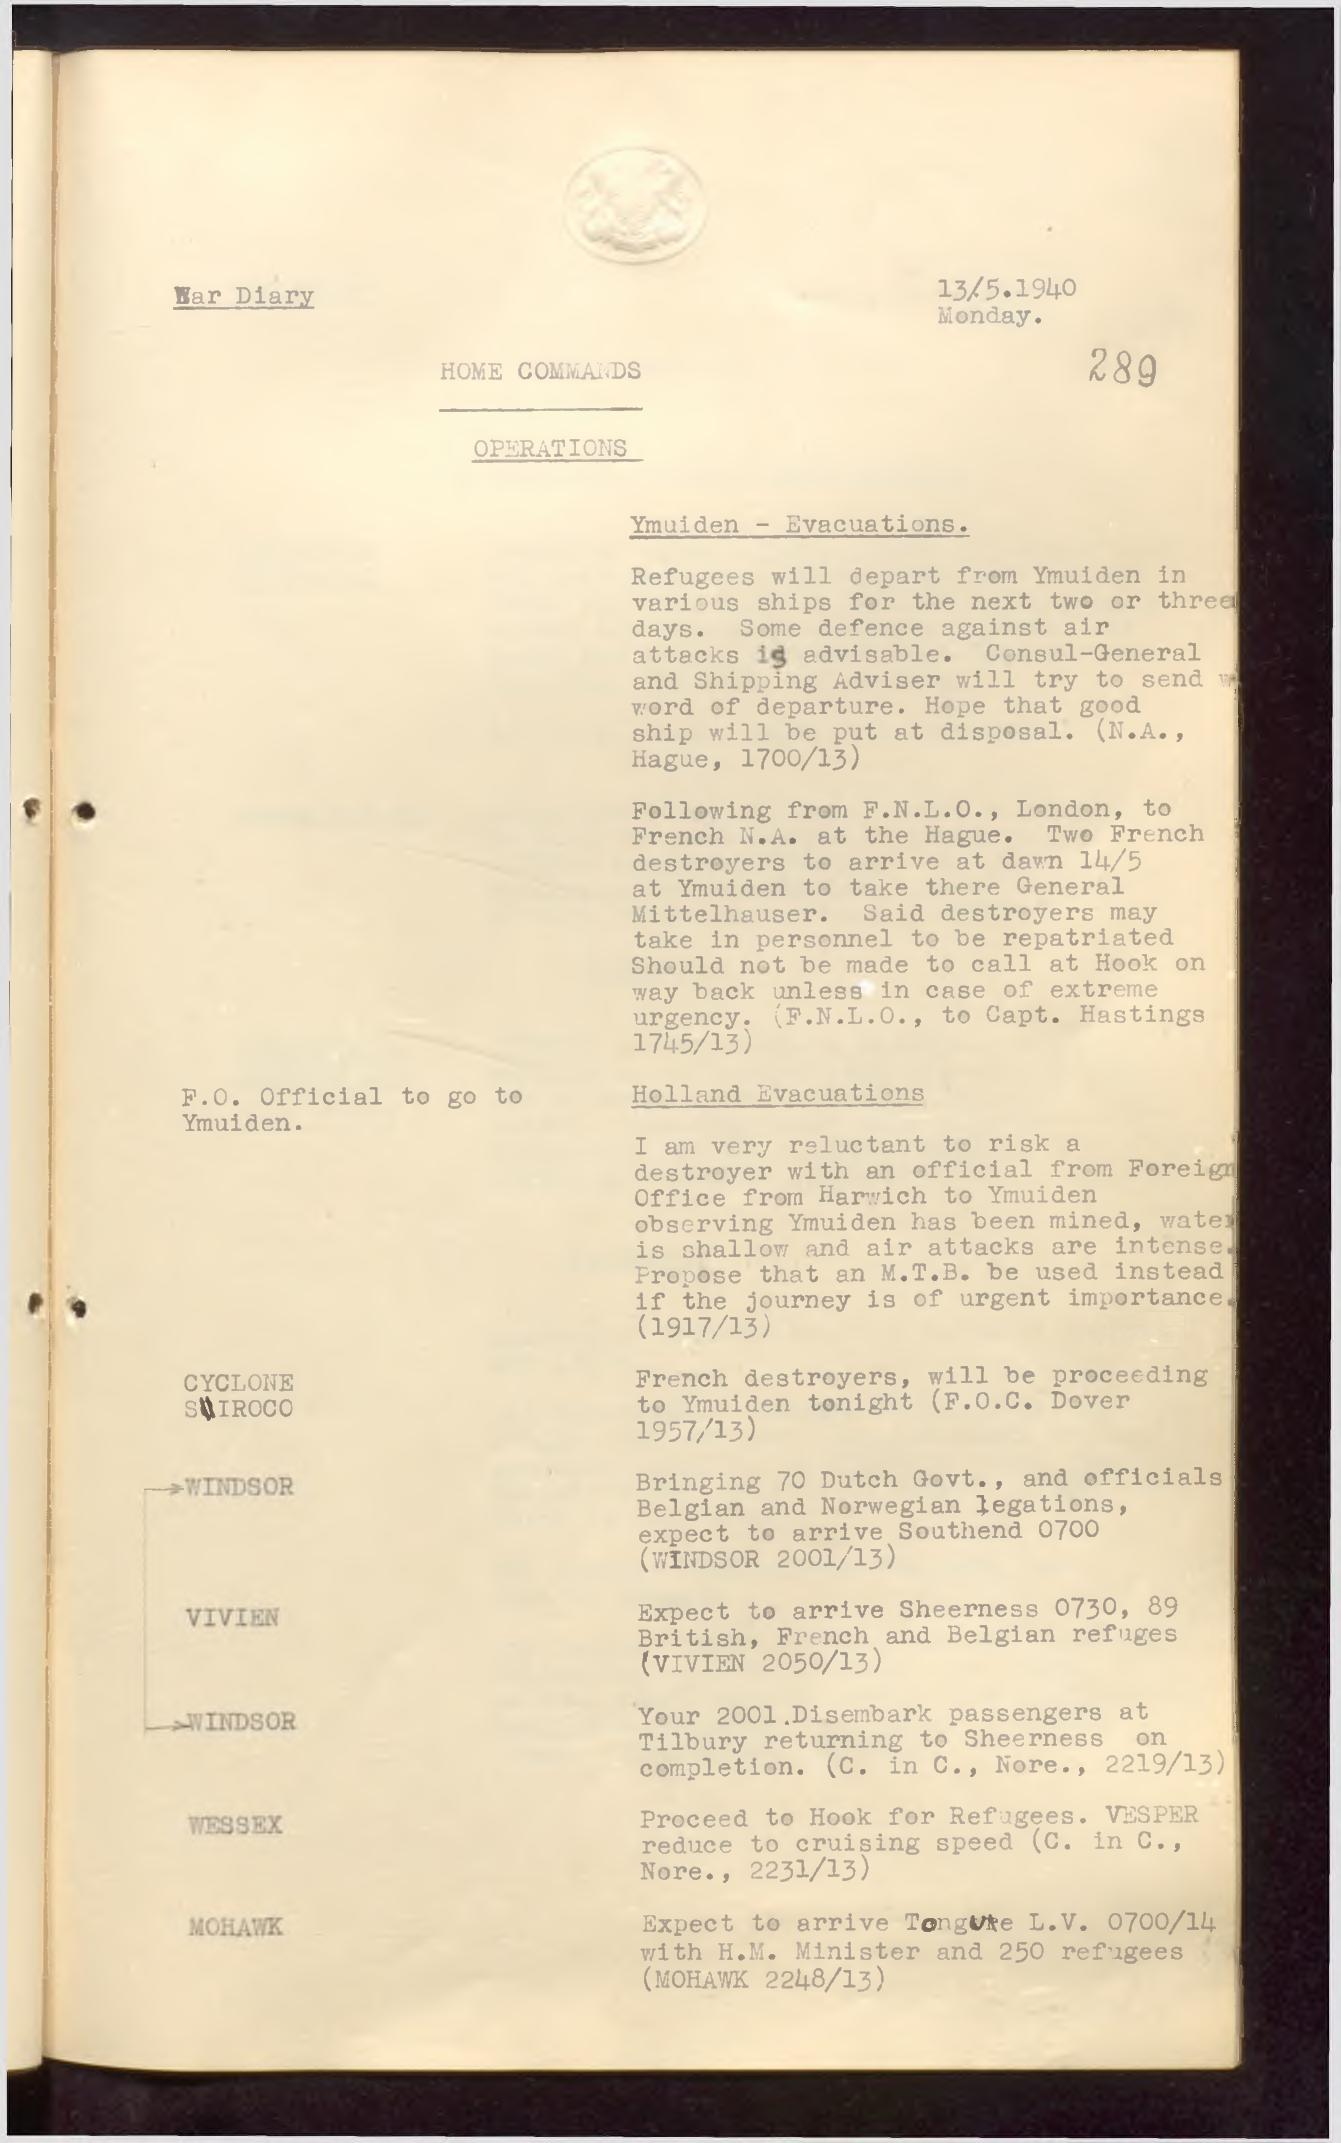 War Diary
13/5.1940
Monday.
289
HOME COMMANDS
OPERATIONS
Ymuiden - Evacuations.
Refugees will depart from Ymuiden in
various ships for the next two or three
days. Some defence against air
attacks is advisable. Consul-General
and Shipping Adviser will try to send w
word of departure. Hope that good
ship will be put at disposal. (N.A.,
Hague, 1700/13)
Following from F.N.L.O., London, to
French N.A. at the Hague. Two French
destroyers to arrive at dawn 14/5
at Ymuiden to take there General
Mittelhauser. Said destroyers may
take in personnel to be repatriated
Should not be made to call at Hook on
way back unless in case of extreme
urgency. (F.N.L.O., to Capt. Hastings
1745/13)
F.O. Official to go to
Ymuiden.
Holland Evacuations
I am very reluctant to risk a
destroyer with an official from Foreign
Office from Harwich to Ymuiden
observing Ymuiden has been mined, water
is shallow and air attacks are intense.
Propose that an M.T.B. be used instead
if the journey is of urgent importance.
(1917/13)
CYCLONE
SIROCO
French destroyers, will be proceeding
to Ymuiden tonight (F.O.C. Dover
1957/13)
WINDSOR
Bringing 70 Dutch Govt., and officials
Belgian and Norwegian legations,
expect to arrive Southend 0700
(WINDSOR 2001/13)
VIVIEN
Expect to arrive Sheerness 0730, 89
British, French and Belgian refuges
(VIVIEN 2050/13)
WINDSOR
Your 2001.Disembark passengers at
Tilbury returning to Sheerness on
completion. (C. in C., Nore., 2219/13)
WESSEX
Proceed to Hook for Refugees. VESPER
reduce to cruising speed (C. in C.,
Nore., 2231/13)
MOHAWK
Expect to arrive Tongue L.V. 0700/14
with H.M. Minister and 250 refugees
(MOHAWK 2248/13)